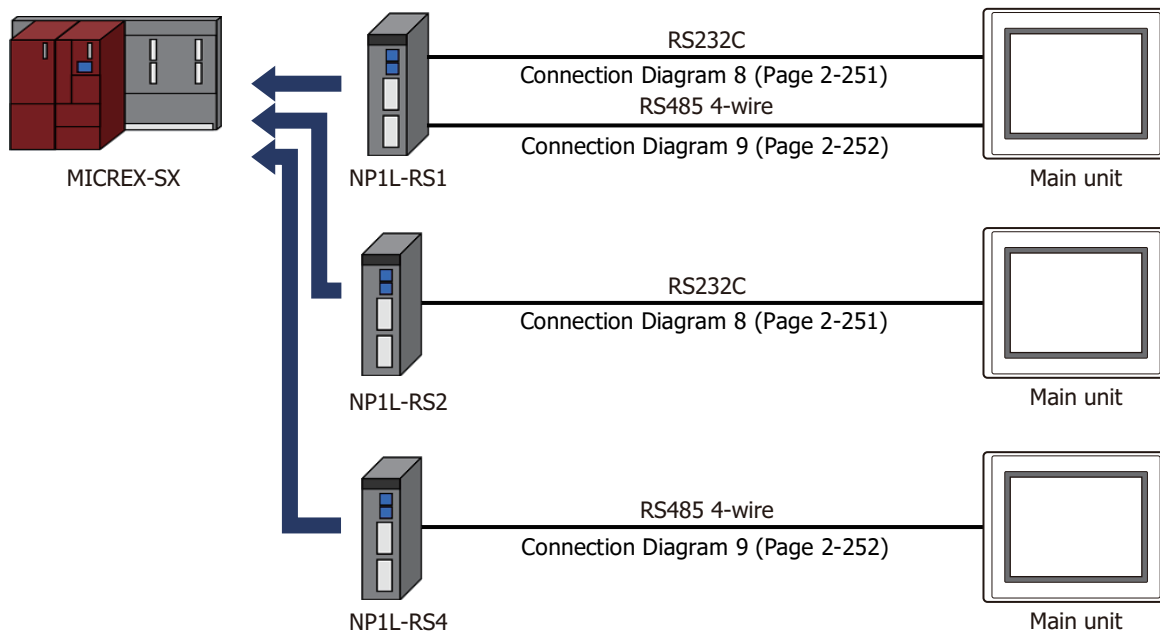 RS232C
Connection Diagram 8 (Page 2-251)
RS485 4-wire
Connection Diagram 9 (Page 2-252)
MICREX-SX
NP1L-RS1
Main unit
RS232C
Connection Diagram 8 (Page 2-251)
NP1L-RS2
Main unit
RS485 4-wire
Connection Diagram 9 (Page 2-252)
NP1L-RS4
Main unit